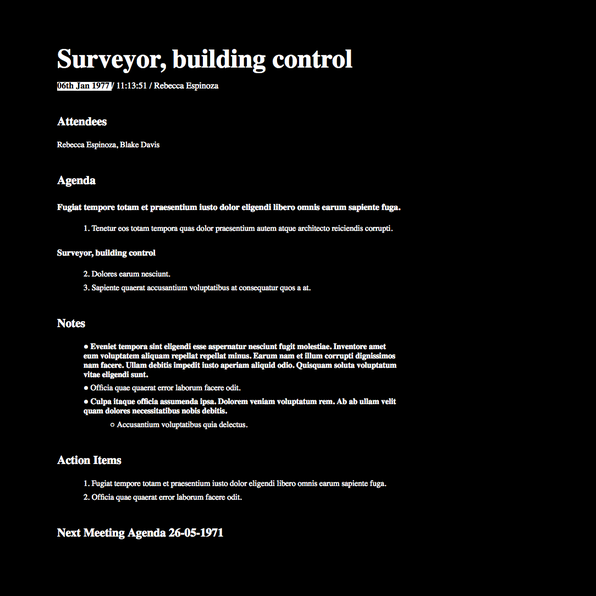 Surveyor, building control
06th Jan 1977 / 11:13:51 / Rebecca Espinoza
Attendees
Rebecca Espinoza, Blake Davis
Agenda
Fugiat tempore totam et praesentium iusto dolor eligendi libero omnis earum sapiente fuga.
1. Tenetur eos totam tempora quas dolor praesentium autem atque architecto reiciendis corrupti.
Surveyor, building control
2. Dolores earum nesciunt.
3. Sapiente quaerat accusantium voluptatibus at consequatur quos a at.
Notes
● Eveniet tempora sint eligendi esse aspernatur nesciunt fugit molestiae. Inventore amet
eum voluptatem aliquam repellat repellat minus. Earum nam et illum corrupti dignissimos
nam facere. Ullam debitis impedit iusto aperiam aliquid odio. Quisquam soluta voluptatum
vitae eligendi sunt.
● Officia quae quaerat error laborum facere odit.
● Culpa itaque officia assumenda ipsa. Dolorem veniam voluptatum rem. Ab ab ullam velit
quam dolores necessitatibus nobis debitis.
○ Accusantium voluptatibus quia delectus.
Action Items
1. Fugiat tempore totam et praesentium iusto dolor eligendi libero omnis earum sapiente fuga.
2. Officia quae quaerat error laborum facere odit.
Next Meeting Agenda 26-05-1971